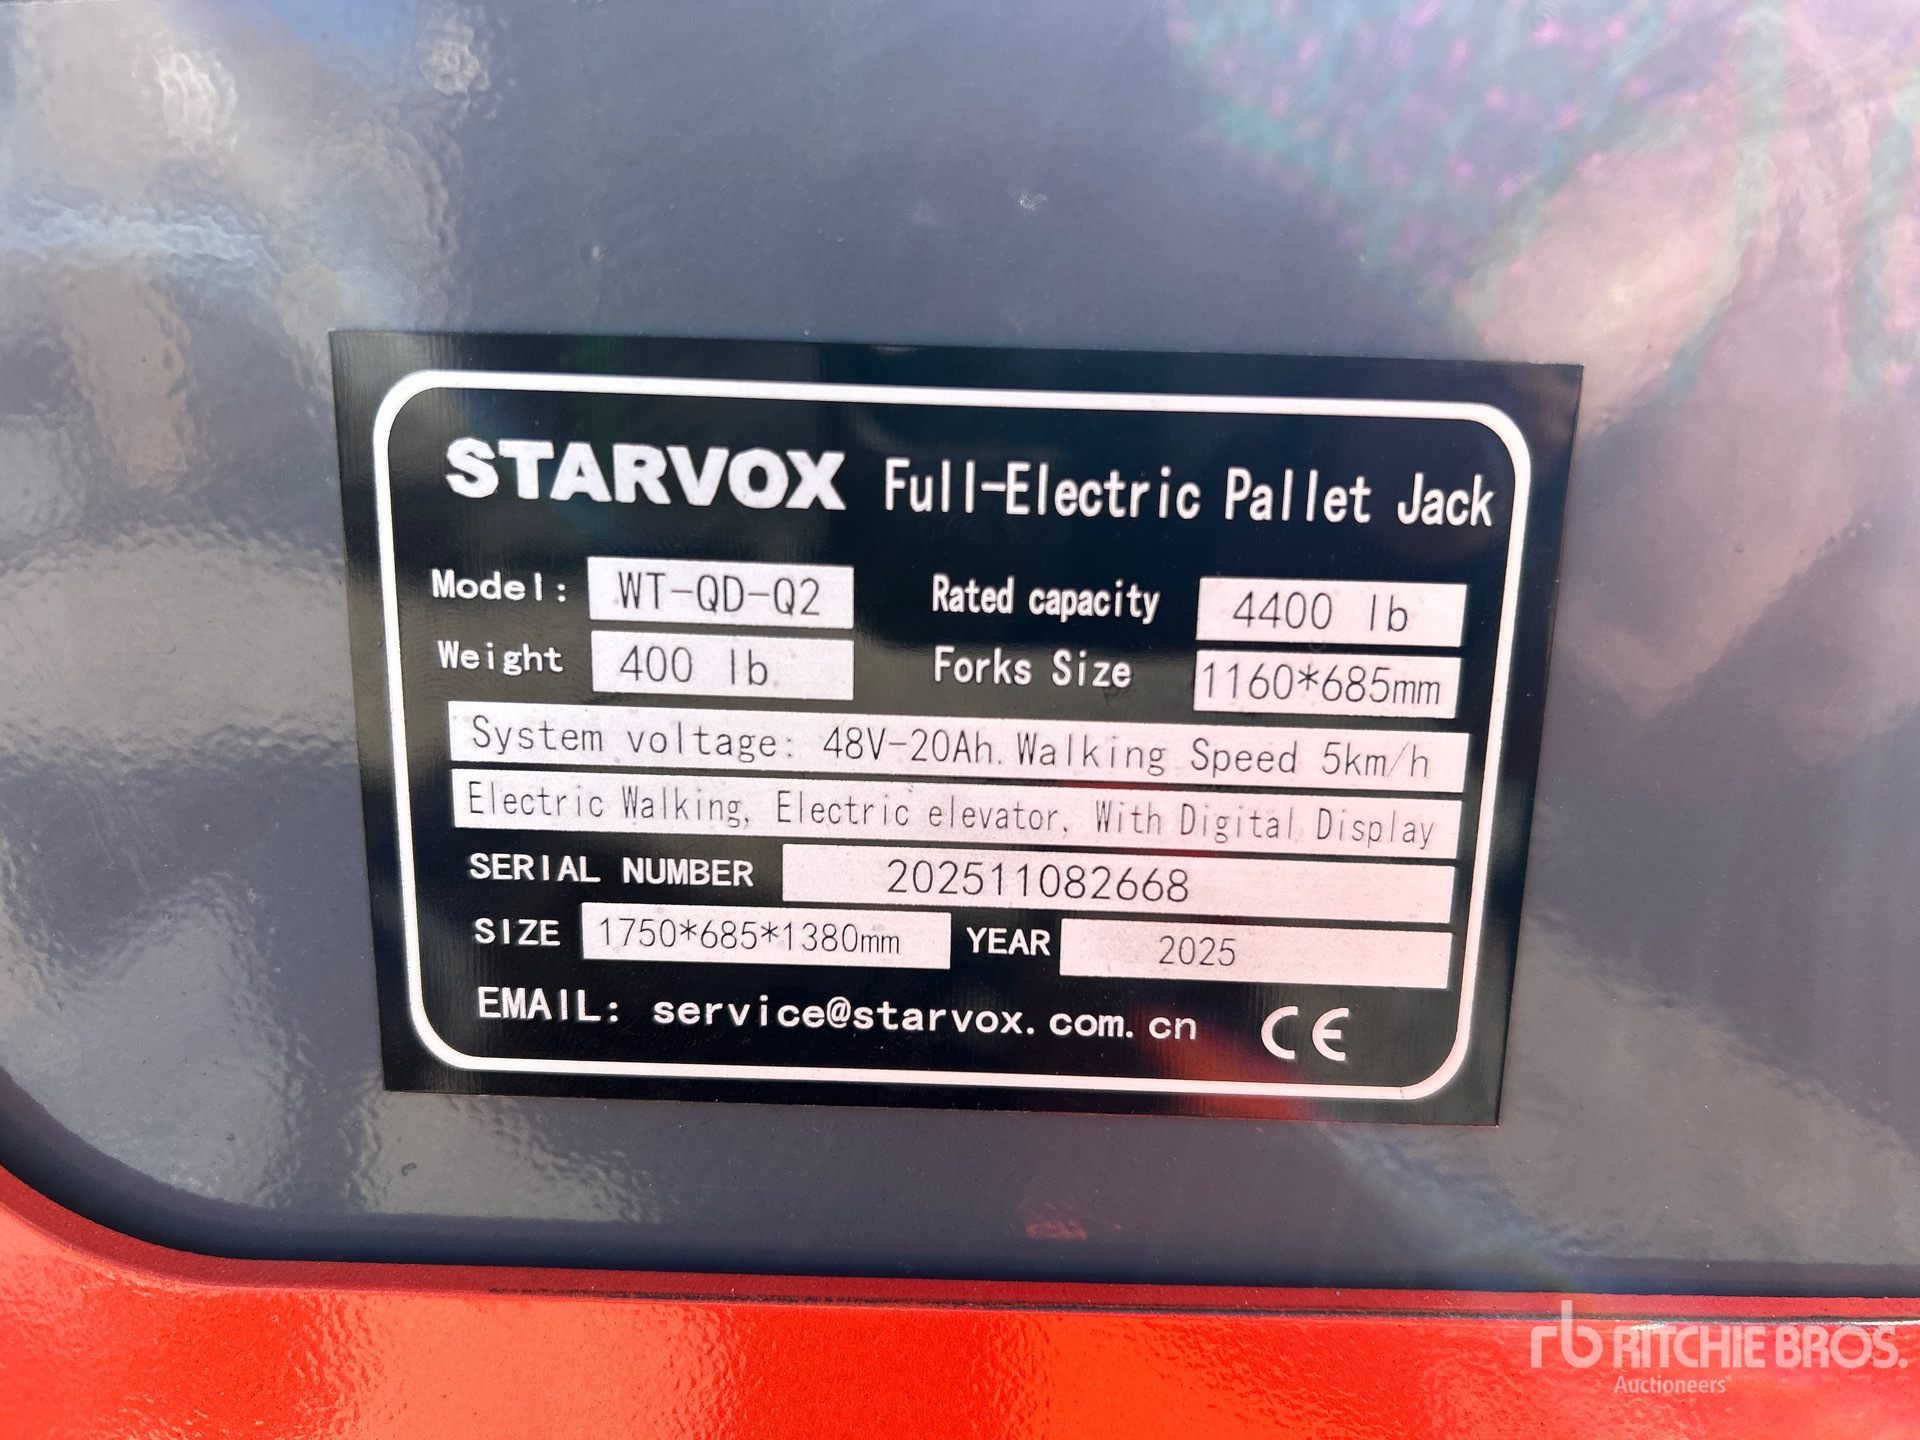 STARVOX Full-Electric Pallet Jack
Model: WT-QD-Q2 Rated capacity 4400 lb
Weight 400 lb Forks Size 1160*685mm
System voltage: 48V-20Ah. Walking Speed 5km/h
Electric Walking, Electric elevator, With Digital Display
SERIAL NUMBER 202511082668
SIZE 1750*685*1380mm YEAR 2025
EMAIL: service@starvox.com.cn CE
rb RITCHIE BROS.
Auctioneers